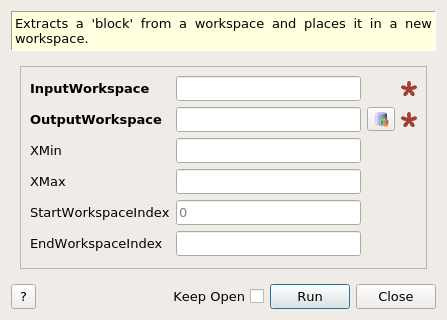 Extracts a 'block' from a workspace and places it in a new
workspace.
InputWorkspace
OutputWorkspace
XMin
XMax
StartWorkspaceIndex 0
EndWorkspaceIndex
? Keep Open Run Close